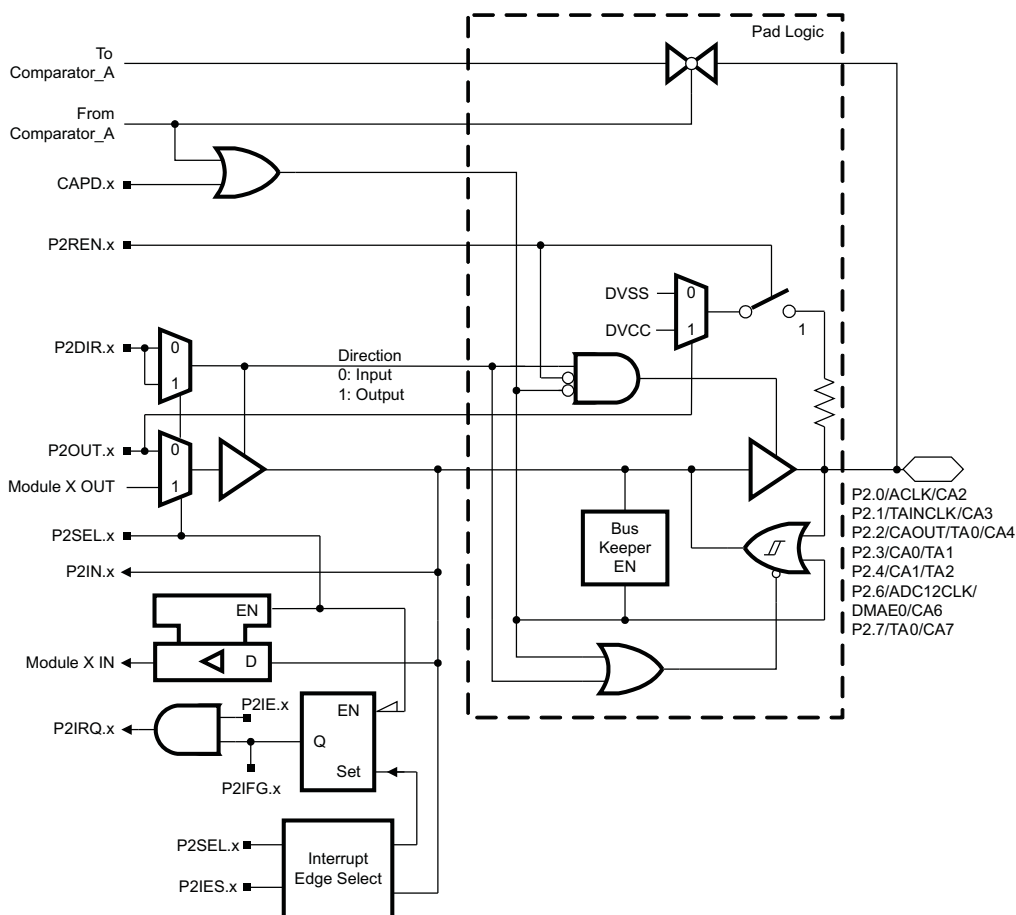 Pad Logic
To
Comparator_A
From
Comparator_A
CAPD.x
P2REN.x
DVSS
0
DVCC
1
1
P2DIR.x
0
1
Direction
0: Input
1: Output
P2OUT.x
0
Module X OUT
1
P2SEL.x
P2IN.x
Bus
Keeper
EN
P2.0/ACLK/CA2
P2.1/TAINCLK/CA3
P2.2/CAOUT/TA0/CA4
P2.3/CA0/TA1
P2.4/CA1/TA2
P2.6/ADC12CLK/
DMAE0/CA6
P2.7/TA0/CA7
EN
Module X IN
D
P2IE.x
P2IRQ.x
EN
Q
Set
P2IFG.x
P2SEL.x
P2IES.x
Interrupt
Edge Select